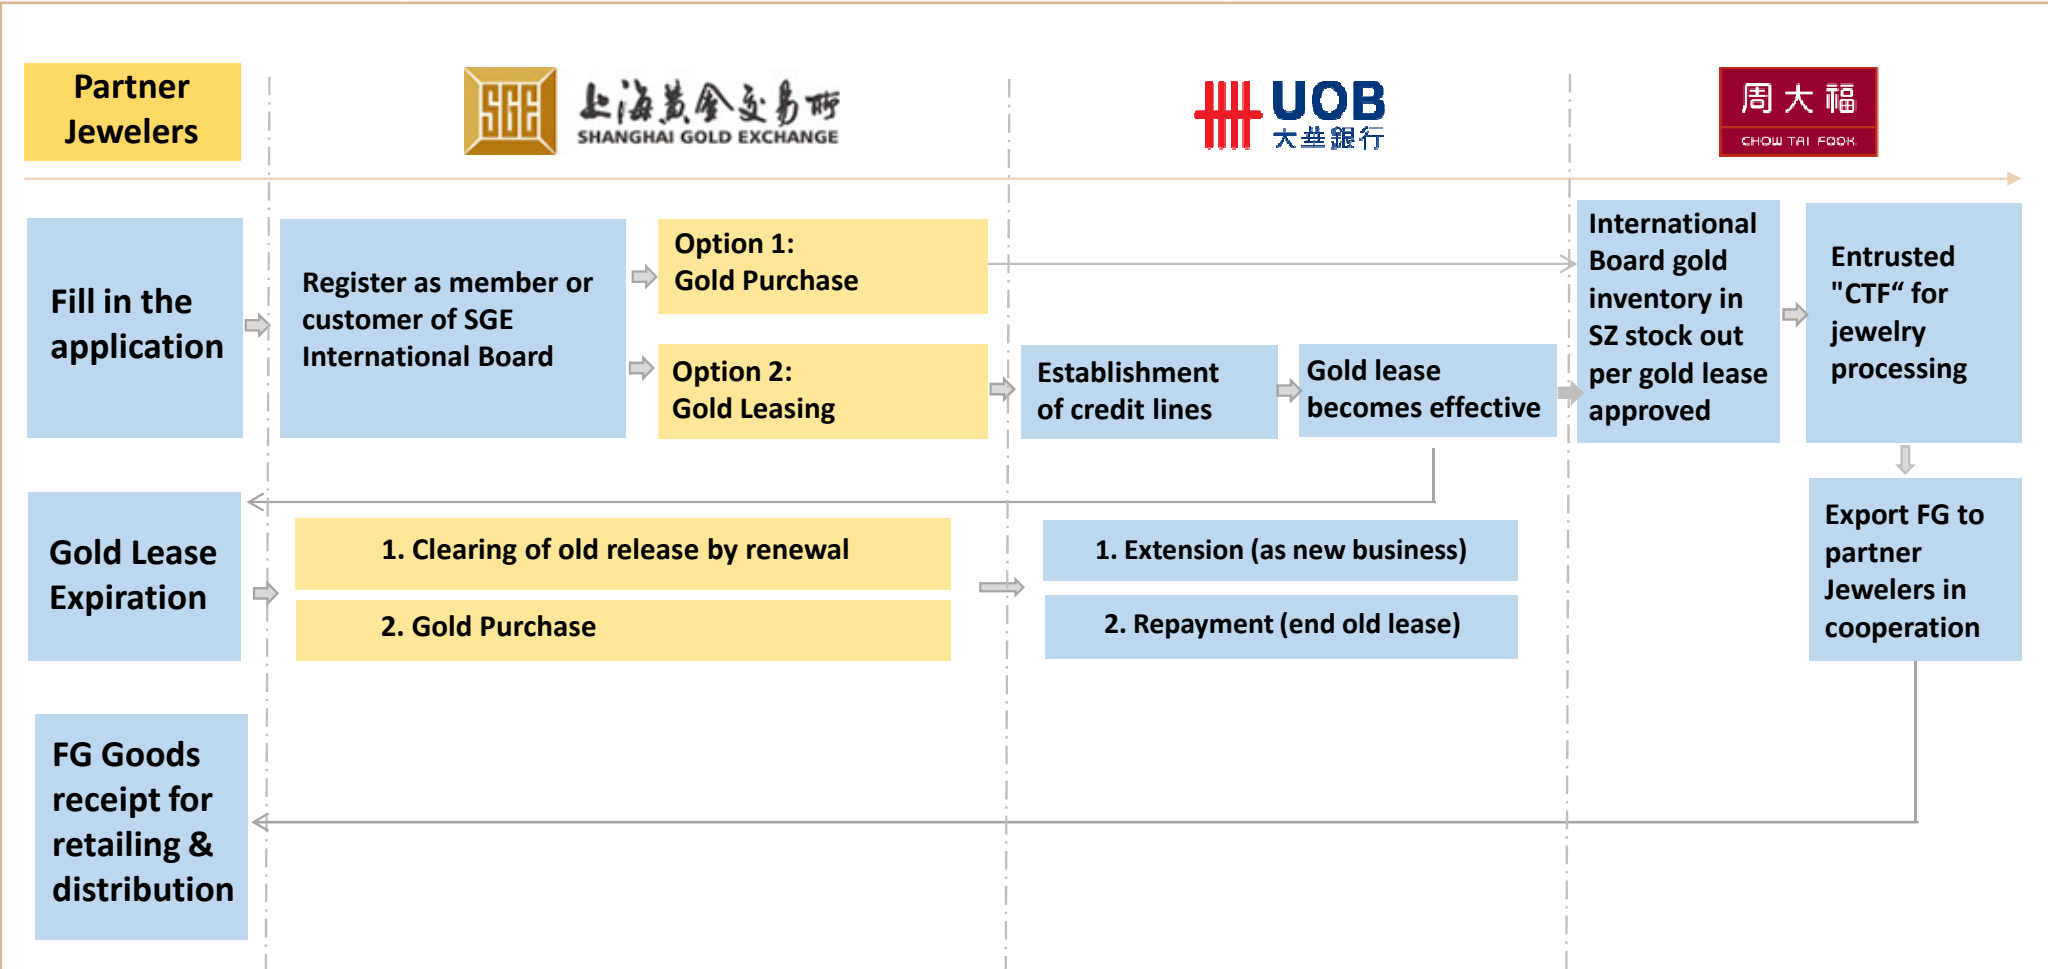 Partner
Jewelers
SGE
上海黄金交易所
SHANGHAI GOLD EXCHANGE
UOB
大華銀行
周大福
CHOW TAI FOOK
Fill in the
application
Register as member or
customer of SGE
International Board
Option 1:
Gold Purchase
Option 2:
Gold Leasing
Establishment
of credit lines
Gold lease
becomes effective
International
Board gold
inventory in
SZ stock out
per gold lease
approved
Entrusted
"CTF“ for
jewelry
processing
Gold Lease
Expiration
1. Clearing of old release by renewal
2. Gold Purchase
1. Extension (as new business)
2. Repayment (end old lease)
Export FG to
partner
Jewelers in
cooperation
FG Goods
receipt for
retailing &
distribution